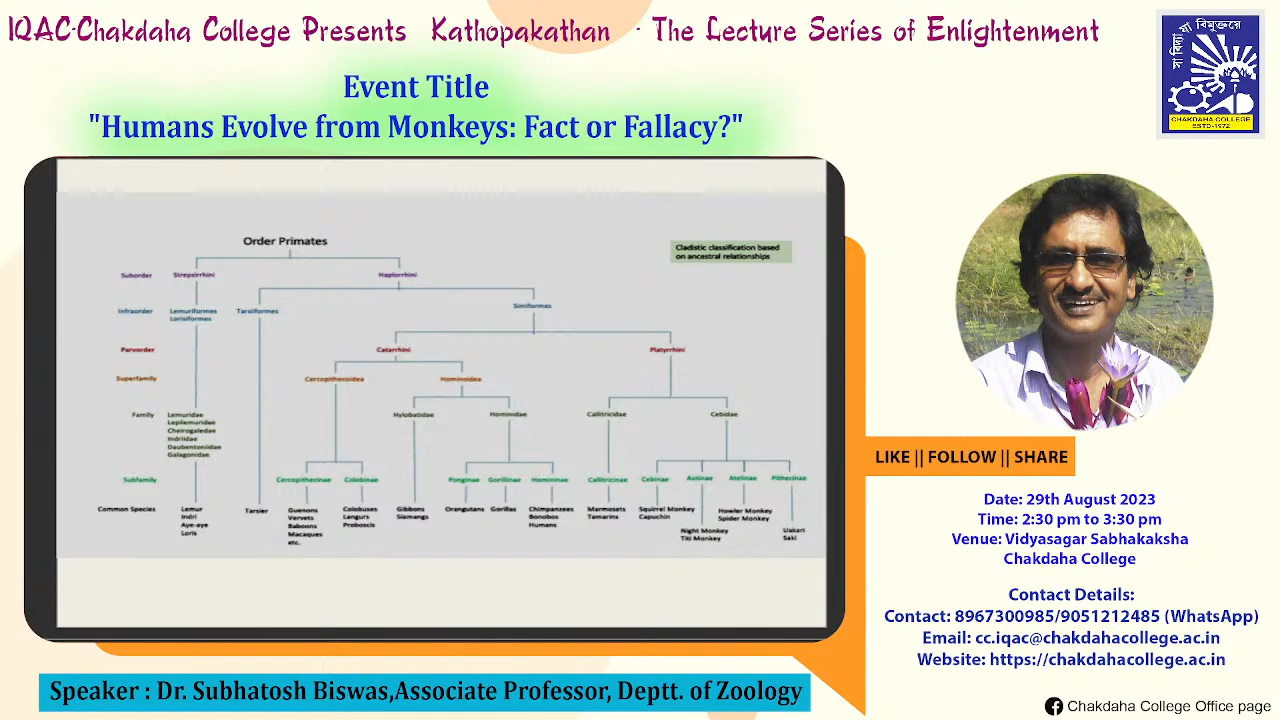 IQAC-Chakdaha College Presents Kathopakathan - The Lecture Series of Enlightenment
সা বিদ্যা যা বিমুক্তয়ে
CHAKDAHA COLLEGE
ESTD-1972
Event Title
"Humans Evolve from Monkeys: Fact or Fallacy?"
Order Primates
Cladistic classification based
on ancestral relationships
Suborder Strepsirrhini Haplorrhini
Infraorder Lemuriformes Tarsiiformes Simiiformes
Lorisiformes
Parvorder Catarrhini Platyrrhini
Superfamily Cercopithecoidea Hominoidea
Family Lemuridae Hylobatidae Hominidae Callitricidae Cebidae
Lepilemuridae
Cheirogaledae
Indriidae
Daubentoniidae
Galagonidae
Subfamily Cercopithecinae Colobinae Ponginae Gorillinae Homininae Callitricinae Cebinae Aotinae Atelinae Pithecinae
Common Species Lemur Tarsier Guenons Colobuses Gibbons Orangutans Gorillas Chimpanzees Marmosets Squirrel Monkey Howler Monkey
Indri Vervets Langurs Siamangs Bonobos Tamarins Capuchin Spider Monkey
Aye-aye Baboons Proboscis Humans
Loris Macaques Night Monkey Uakari
etc. Titi Monkey Saki
LIKE || FOLLOW || SHARE
Date: 29th August 2023
Time: 2:30 pm to 3:30 pm
Venue: Vidyasagar Sabhakaksha
Chakdaha College
Contact Details:
Contact: 8967300985/9051212485 (WhatsApp)
Email: cc.iqac@chakdahacollege.ac.in
Website: https://chakdahacollege.ac.in
Speaker : Dr. Subhatosh Biswas,Associate Professor, Deptt. of Zoology
Chakdaha College Office page